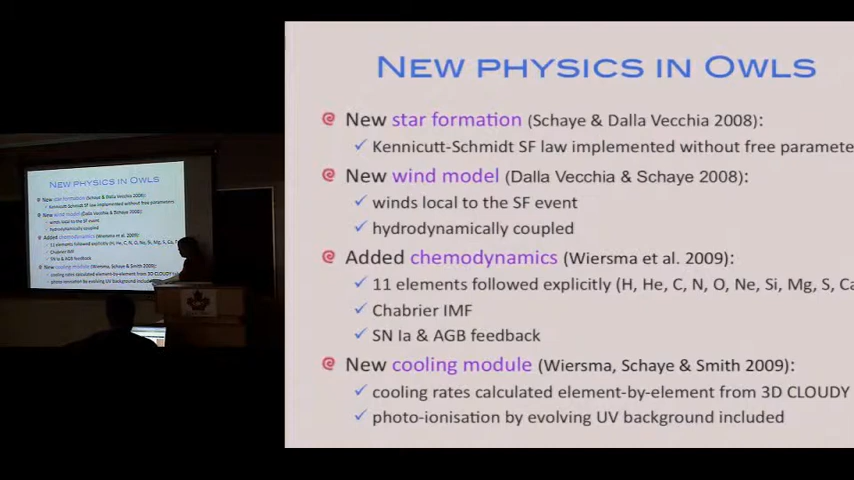 New physics in Owls
New star formation (Schaye & Dalla Vecchia 2008):
✓ Kennicutt-Schmidt SF law implemented without free paramete
New wind model (Dalla Vecchia & Schaye 2008):
✓ winds local to the SF event
✓ hydrodynamically coupled
Added chemodynamics (Wiersma et al. 2009):
✓ 11 elements followed explicitly (H, He, C, N, O, Ne, Si, Mg, S, Ca
✓ Chabrier IMF
✓ SN Ia & AGB feedback
New cooling module (Wiersma, Schaye & Smith 2009):
✓ cooling rates calculated element-by-element from 3D CLOUDY
✓ photo-ionisation by evolving UV background included